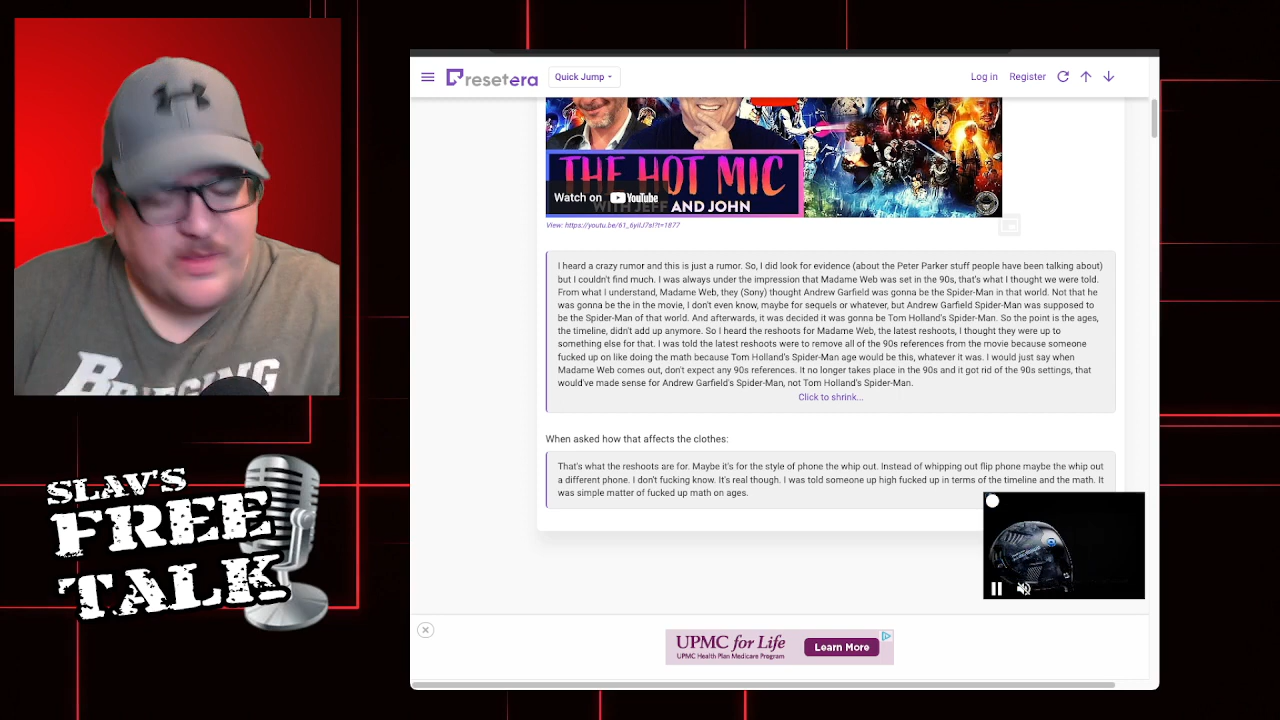 resetera
Quick Jump
Log in
Register
THE HOT MIC
WITH JEFF AND JOHN
Watch on YouTube
View: https://youtu.be/61_6yilJ7aI?t=1877
I heard a crazy rumor and this is just a rumor. So, I did look for evidence (about the Peter Parker stuff people have been talking about)
but I couldn't find much. I was always under the impression that Madame Web was set in the 90s, that's what I thought we were told.
From what I understand, Madame Web, they (Sony) thought Andrew Garfield was gonna be the Spider-Man in that world. Not that he
was gonna be the in the movie, I don't even know, maybe for sequels or whatever, but Andrew Garfield Spider-Man was supposed to
be the Spider-Man of that world. And afterwards, it was decided it was gonna be Tom Holland's Spider-Man. So the point is the ages,
the timeline, didn't add up anymore. So I heard the reshoots for Madame Web, the latest reshoots, I thought they were up to
something else for that. I was told the latest reshoots were to remove all of the 90s references from the movie because someone
fucked up on like doing the math because Tom Holland's Spider-Man age would be this, whatever it was. I would just say when
Madame Web comes out, don't expect any 90s references. It no longer takes place in the 90s and it got rid of the 90s settings, that
would've made sense for Andrew Garfield's Spider-Man, not Tom Holland's Spider-Man.
Click to shrink...
When asked how that affects the clothes:
That's what the reshoots are for. Maybe it's for the style of phone the whip out. Instead of whipping out flip phone maybe the whip out
a different phone. I don't fucking know. It's real though. I was told someone up high fucked up in terms of the timeline and the math. It
was simple matter of fucked up math on ages.
UPMC for Life
UPMC Health Plan Medicare Program
Learn More
SLAV'S
FREE
TALK